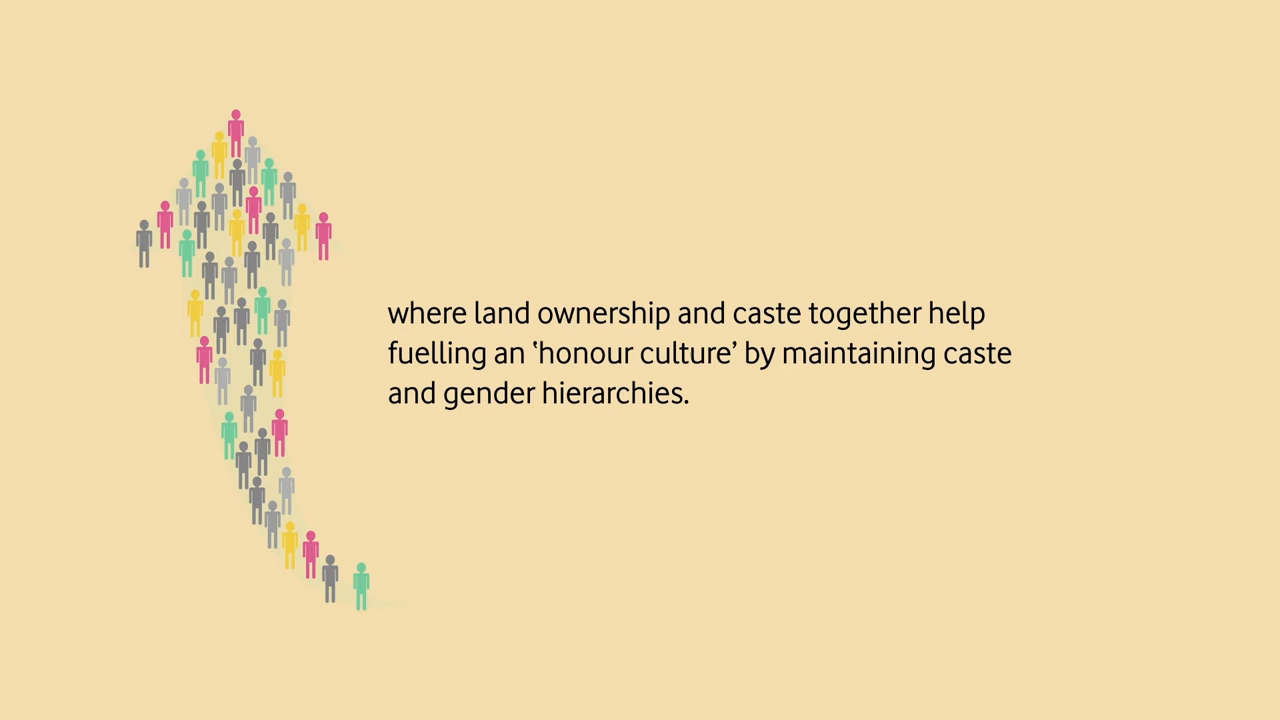 where land ownership and caste together help
fuelling an ‘honour culture’ by maintaining caste
and gender hierarchies.